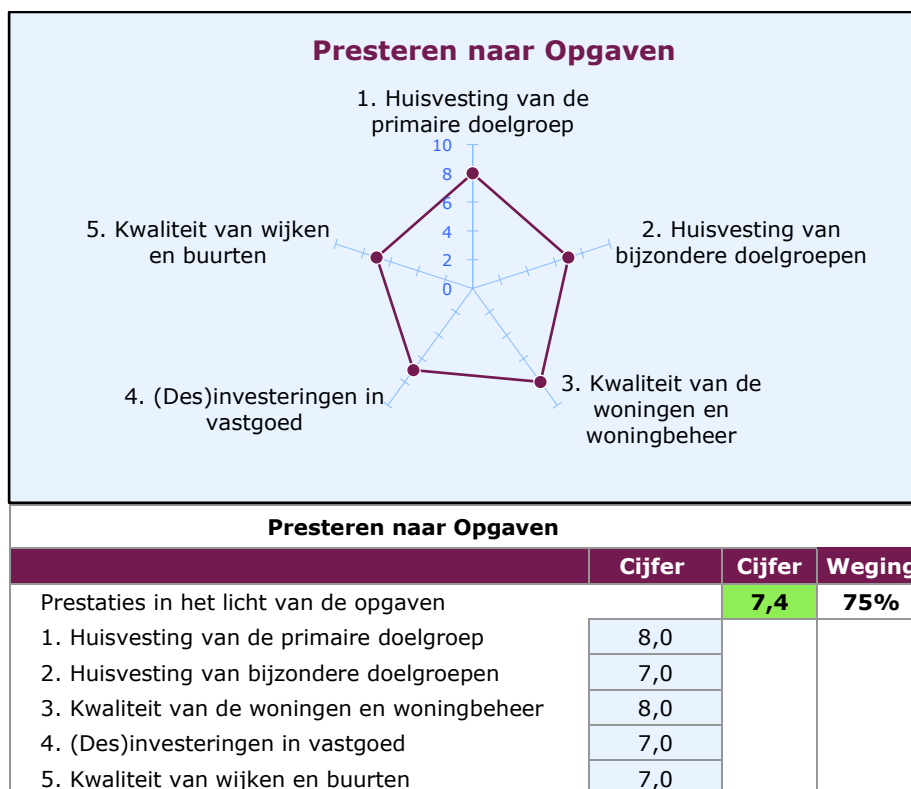 Presteren naar Opgaven
1. Huisvesting van de
primaire doelgroep
10
8
6
4
2
0
5. Kwaliteit van wijken
en buurten
2. Huisvesting van
bijzondere doelgroepen
4. (Des)investeringen in
vastgoed
3. Kwaliteit van de
woningen en
woningbeheer
Presteren naar Opgaven
Cijfer Cijfer Weging
Prestaties in het licht van de opgaven 7,4 75%
1. Huisvesting van de primaire doelgroep 8,0
2. Huisvesting van bijzondere doelgroepen 7,0
3. Kwaliteit van de woningen en woningbeheer 8,0
4. (Des)investeringen in vastgoed 7,0
5. Kwaliteit van wijken en buurten 7,0